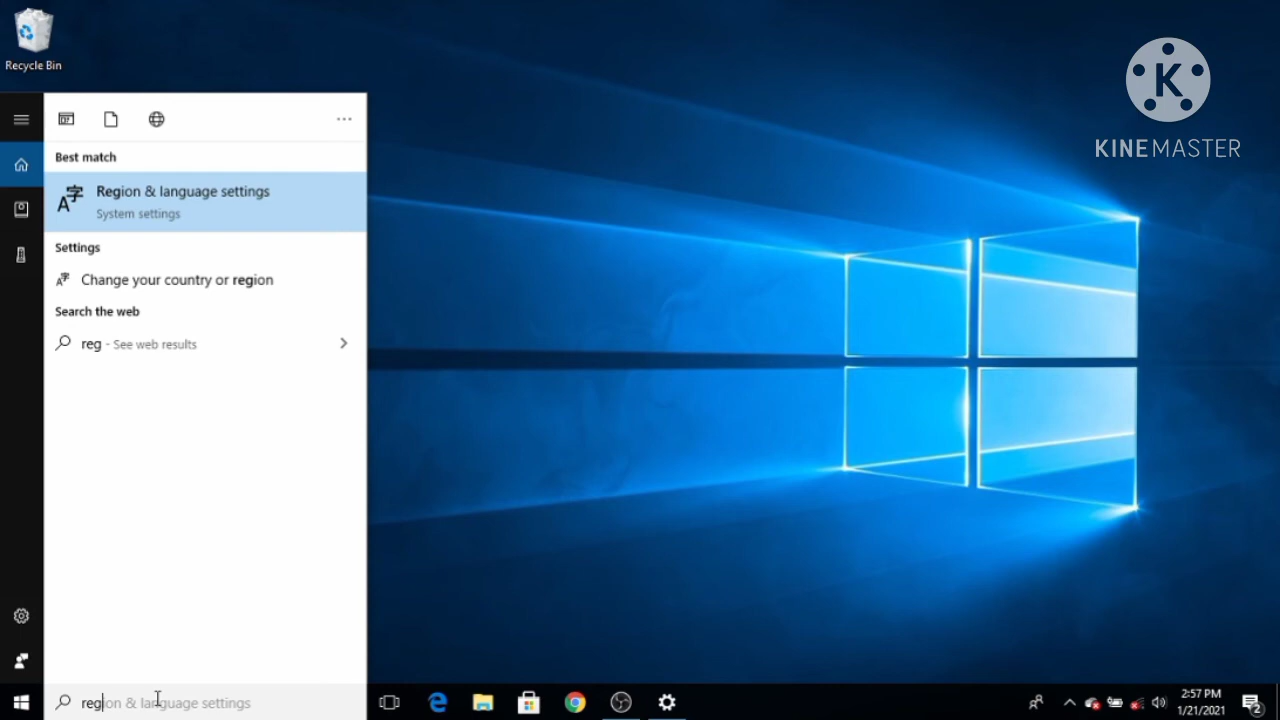 Recycle Bin
KINEMASTER
Best match
Region & language settings
System settings
Settings
Change your country or region
Search the web
reg - See web results
region & language settings
2:57 PM
1/21/2021
2